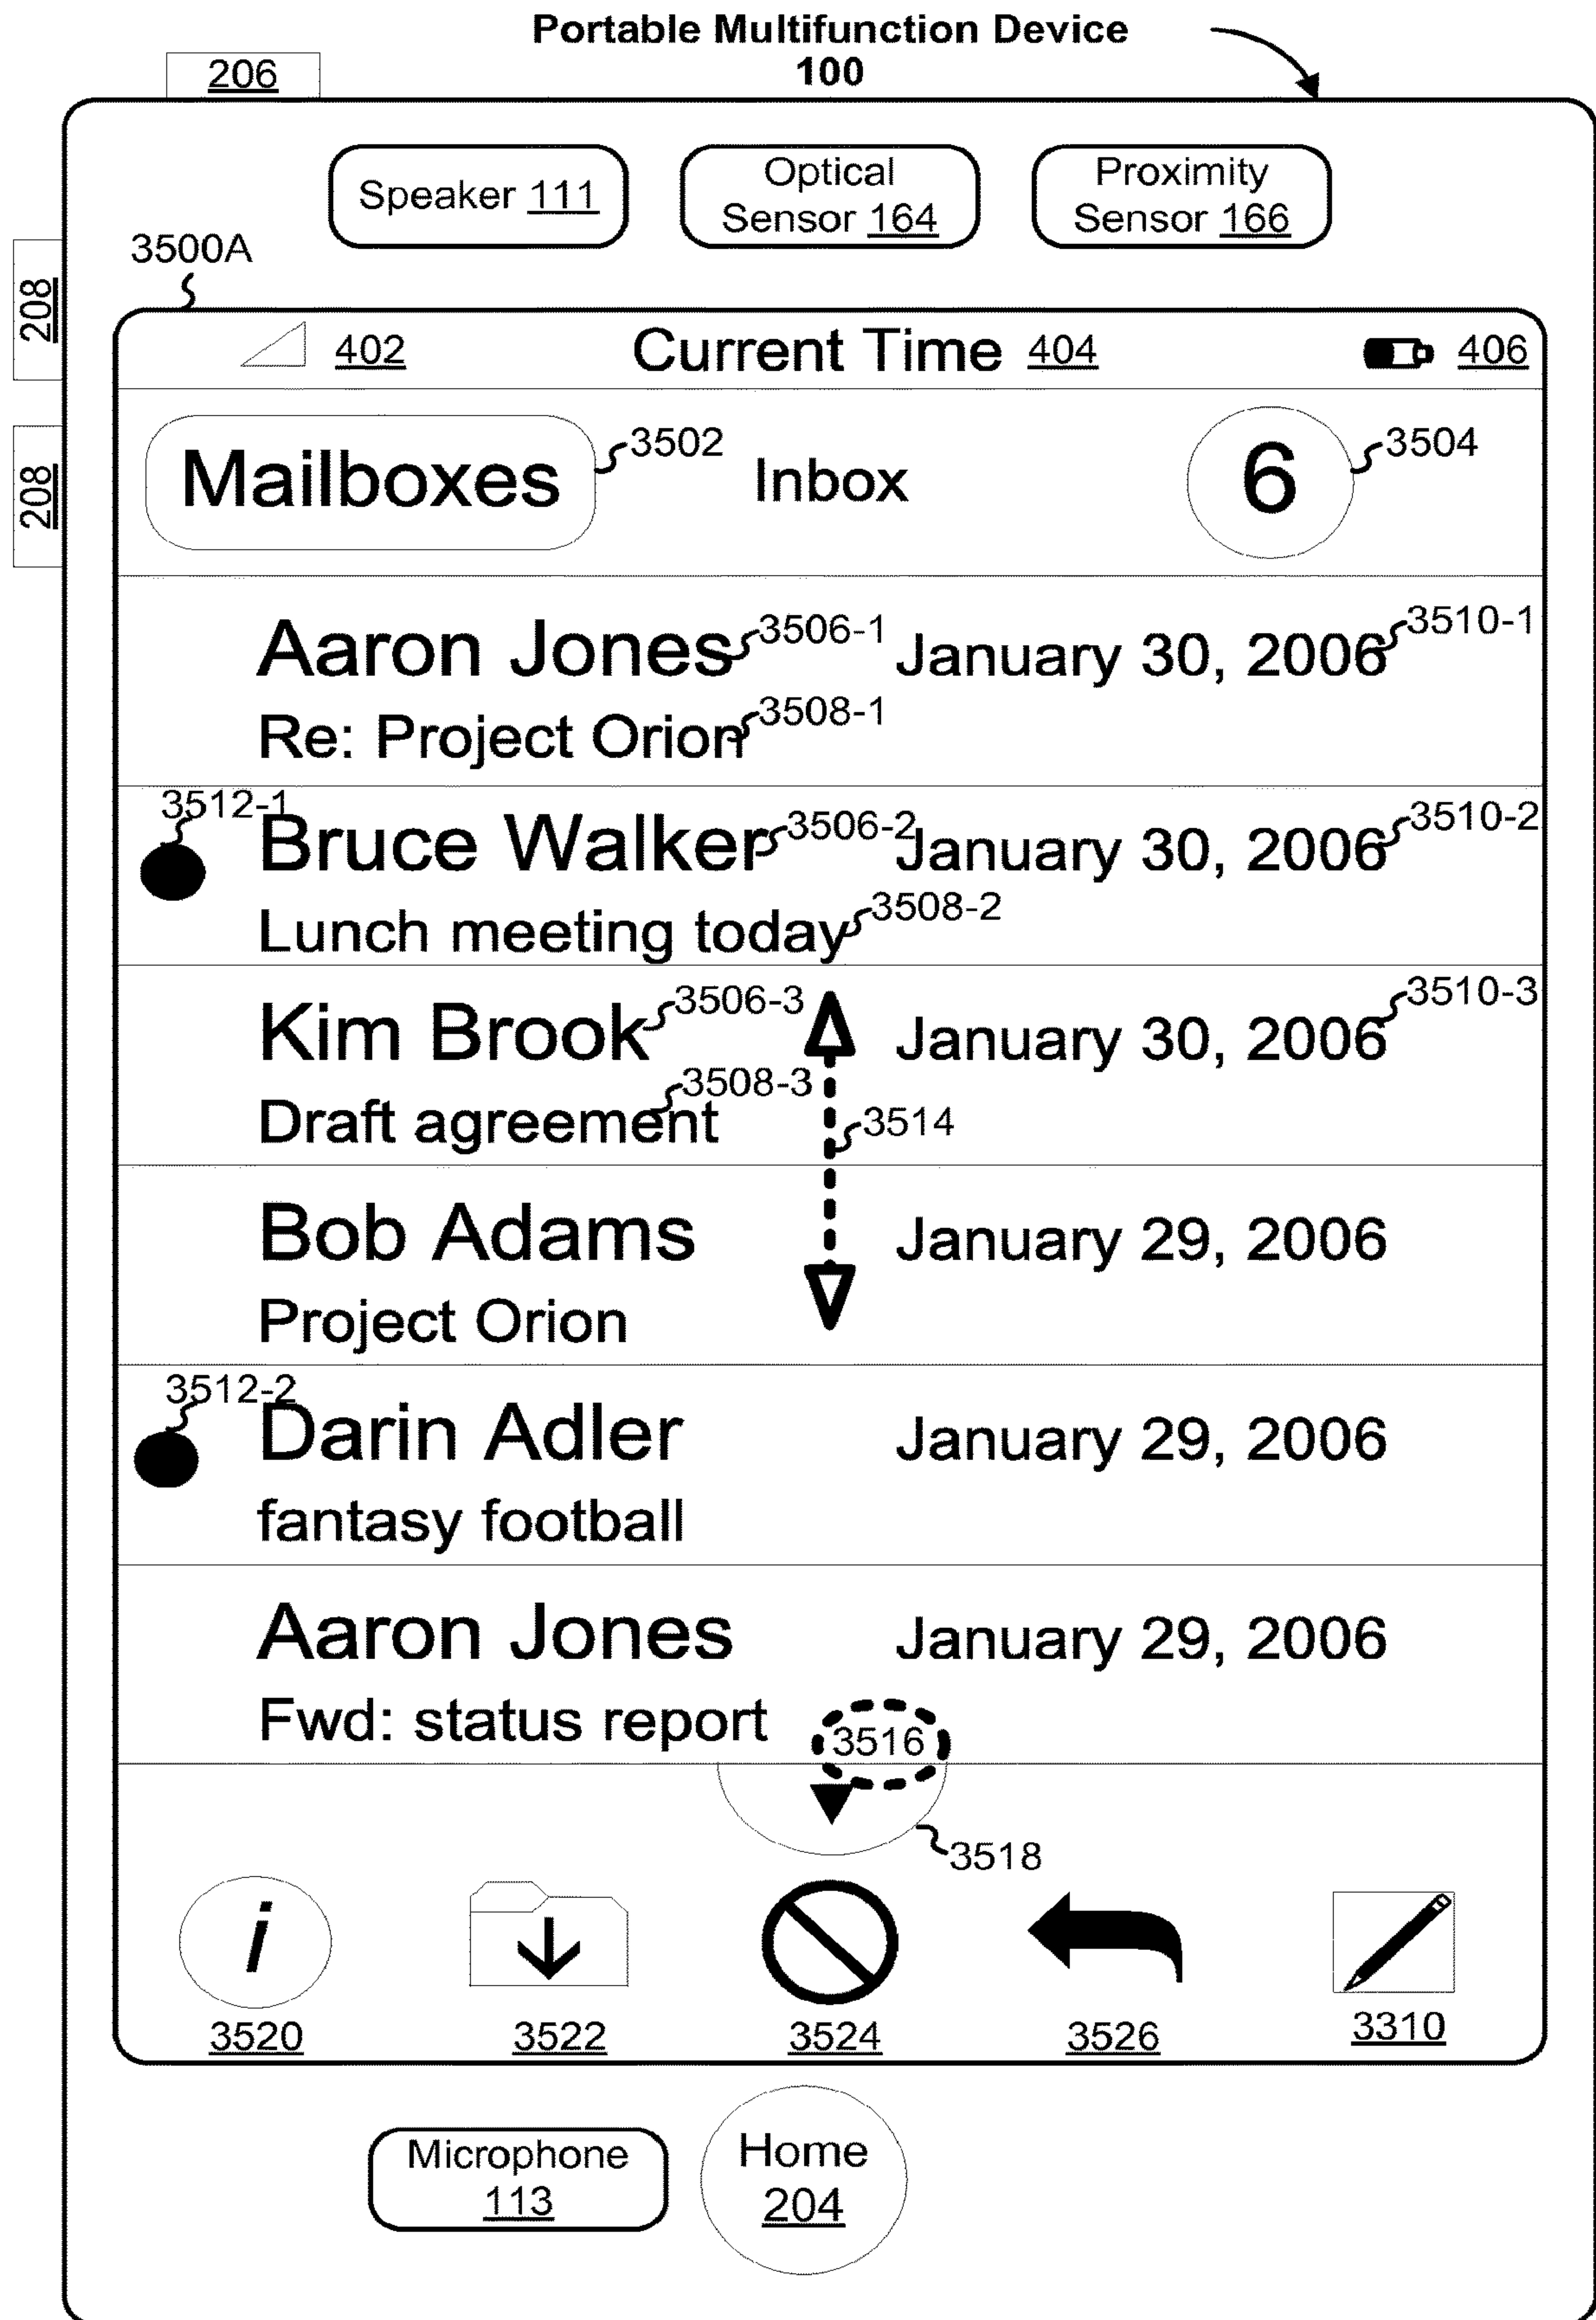 Portable Multifunction Device
100
206
Speaker 111
Optical
Sensor 164
Proximity
Sensor 166
3500A
208
208
402
Current Time 404
406
Mailboxes
3502
Inbox
6
3504
Aaron Jones
3506-1
January 30, 2006
3510-1
Re: Project Orion
3508-1
3512-1
Bruce Walker
3506-2
January 30, 2006
3510-2
Lunch meeting today
3508-2
Kim Brook
3506-3
January 30, 2006
3510-3
Draft agreement
3508-3
3514
Bob Adams
January 29, 2006
Project Orion
3512-2
Darin Adler
January 29, 2006
fantasy football
Aaron Jones
January 29, 2006
Fwd: status report
3516
3518
i
3520
3522
3524
3526
3310
Microphone
113
Home
204